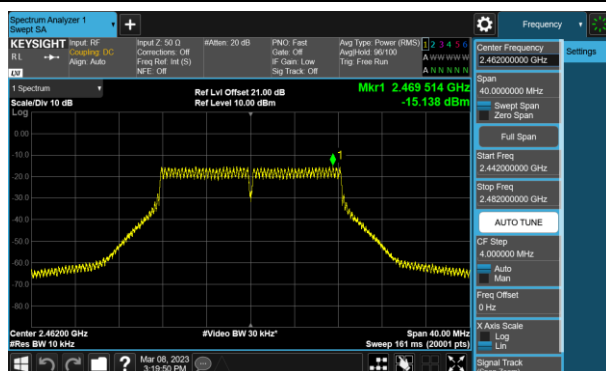 Spectrum Analyzer 1
Swept SA
Frequency
KEYSIGHT
RL
LXI
Input: RF
Coupling: DC
Align: Auto
Input Z: 50 Ω
Corrections: Off
Freq Ref: Int (S)
NFE: Off
#Atten: 20 dB
PNO: Fast
Gate: Off
IF Gain: Low
Sig Track: Off
Avg Type: Power (RMS)
Avg|Hold: 96/100
Trig: Free Run
1 2 3 4 5 6
A W W W W W
A N N N N N
Center Frequency
2.462000000 GHz
Settings
Span
40.0000000 MHz
Swept Span
Zero Span
Full Span
Start Freq
2.442000000 GHz
Stop Freq
2.482000000 GHz
AUTO TUNE
CF Step
4.000000 MHz
Auto
Man
Freq Offset
0 Hz
X Axis Scale
Log
Lin
Signal Track
1 Spectrum
Scale/Div 10 dB
Log
Ref Lvl Offset 21.00 dB
Ref Level 10.00 dBm
Mkr1 2.469 514 GHz
-15.138 dBm
1
0.00
-10.0
-20.0
-30.0
-40.0
-50.0
-60.0
-70.0
-80.0
Center 2.46200 GHz
#Res BW 10 kHz
#Video BW 30 kHz*
Span 40.00 MHz
Sweep 161 ms (20001 pts)
Mar 08, 2023
3:19:50 PM